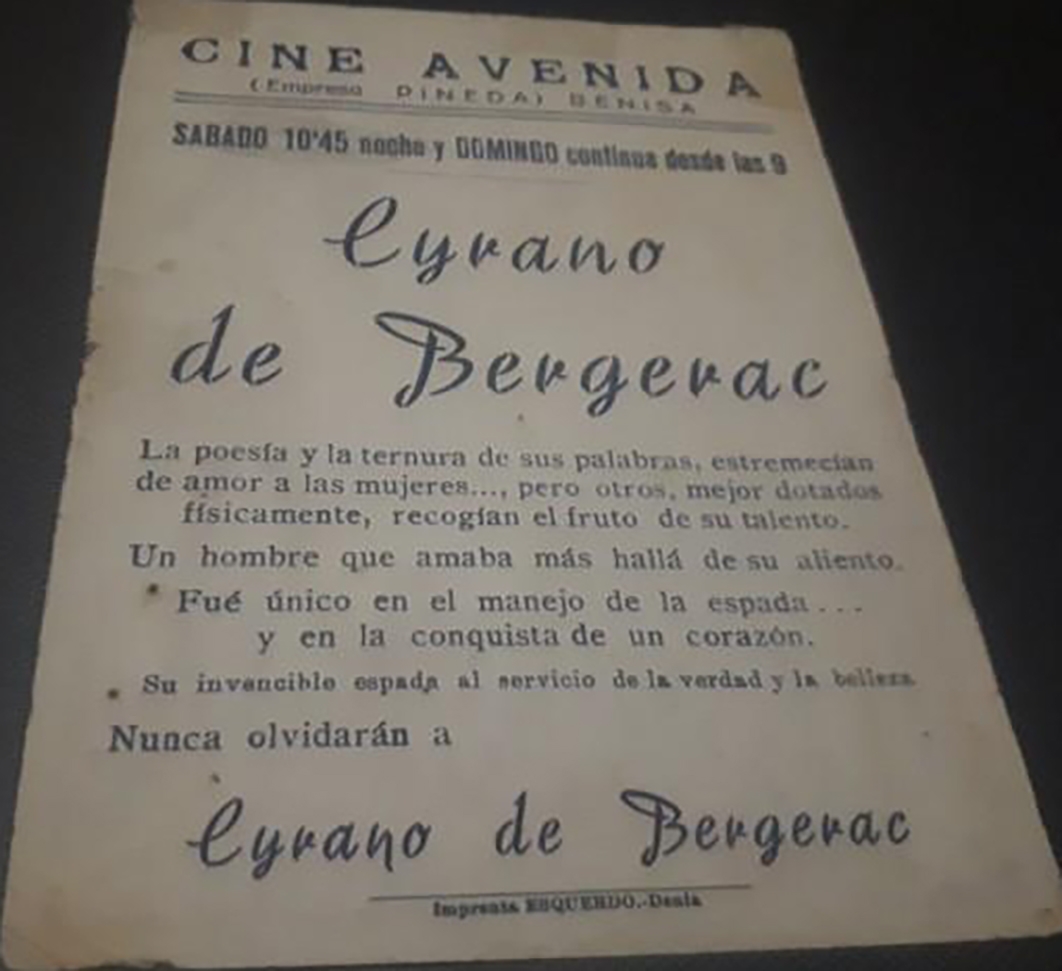 CINE AVENIDA
(Empresa PINEDA) BENISA
SABADO 10'45 noche y DOMINGO continua desde las 9
Cyrano
de Bergerac
La poesía y la ternura de sus palabras, estremecían
de amor a las mujeres..., pero otros, mejor dotados
físicamente, recogían el fruto de su talento.
Un hombre que amaba más hallá de su aliento.
Fué único en el manejo de la espada...
y en la conquista de un corazón.
Su invencible espada al servicio de la verdad y la belleza
Nunca olvidarán a
Cyrano de Bergerac
Imprenta ESQUERDO.-Denia